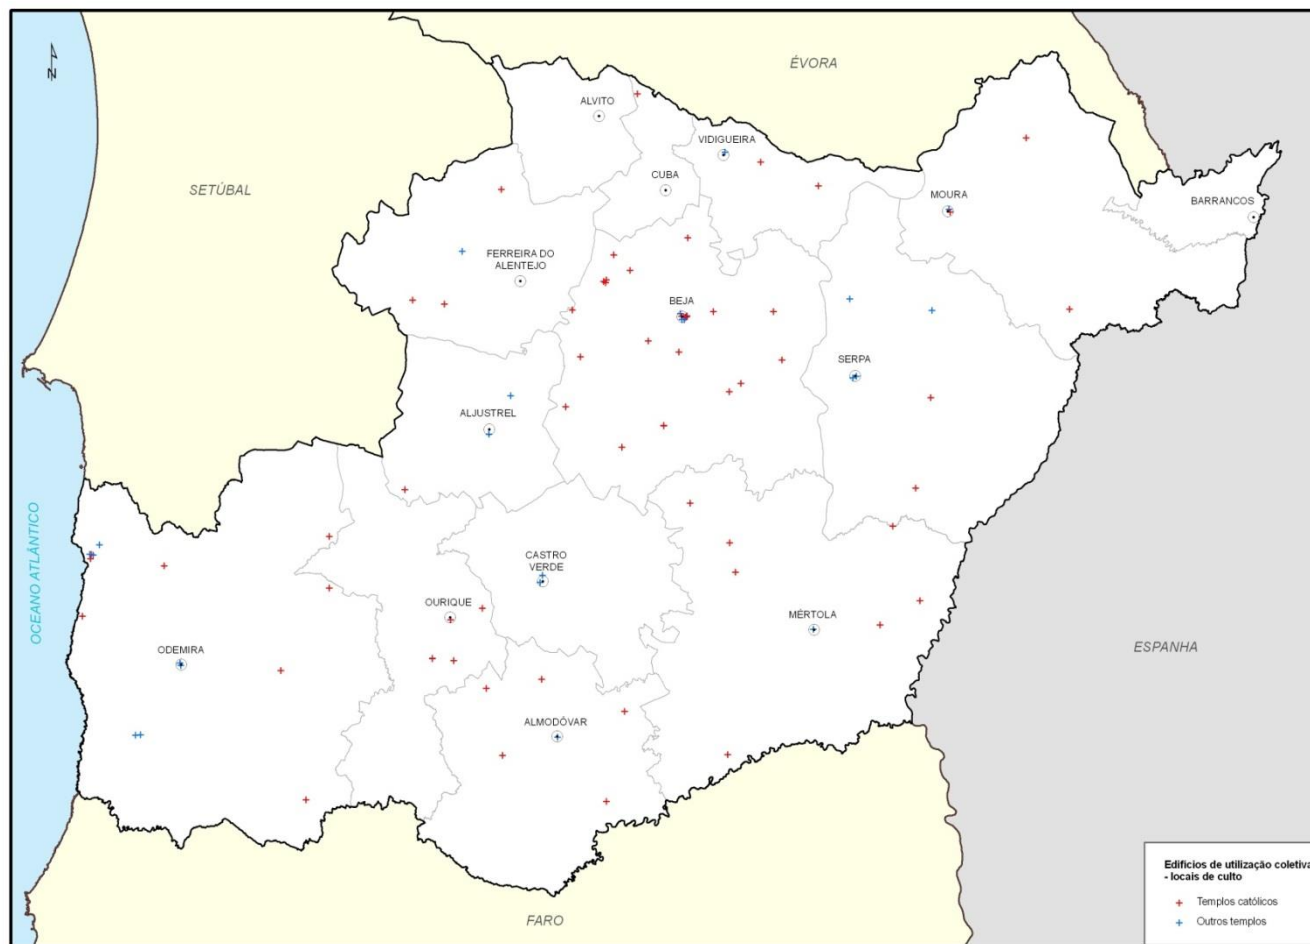 N
ÉVORA
ALVITO
VIDIGUEIRA
SETÚBAL
CUBA
MOURA
BARRANCOS
FERREIRA DO
ALENTEJO
BEJA
SERPA
ALJUSTREL
OCEANO ATLÂNTICO
CASTRO
VERDE
OURIQUE
MÉRTOLA
ESPANHA
ODEMIRA
ALMODÔVAR
FARO
Edifícios de utilização coletiva
- locais de culto
Templos católicos
Outros templos